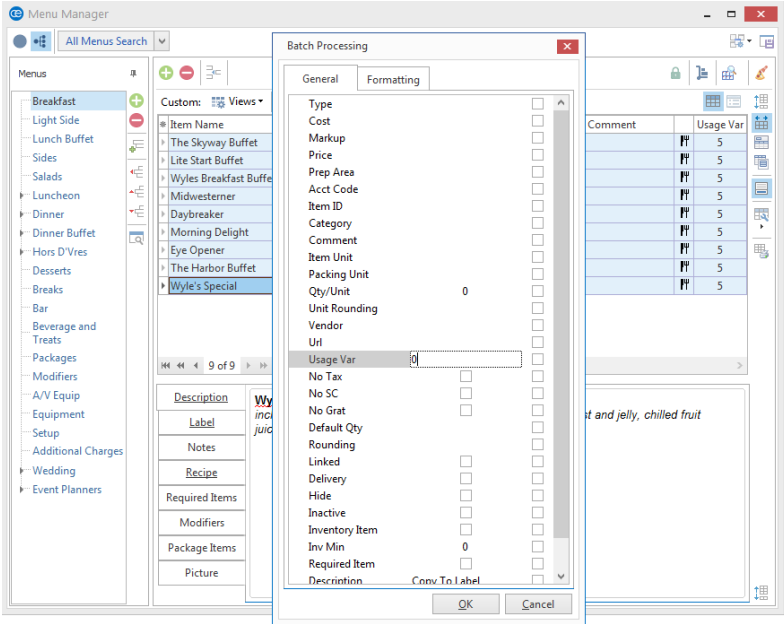 Menu Manager
All Menus Search
Menus
Breakfast
Light Side
Lunch Buffet
Sides
Salads
Luncheon
Dinner
Dinner Buffet
Hors D'Vres
Desserts
Breaks
Bar
Beverage and
Treats
Packages
Modifiers
A/V Equip
Equipment
Setup
Additional Charges
Wedding
Event Planners
Custom: Views
Item Name
The Skyway Buffet
Lite Start Buffet
Wyles Breakfast Buffe
Midwesterner
Daybreaker
Morning Delight
Eye Opener
The Harbor Buffet
Wyle's Special
9 of 9
Description
Label
Notes
Recipe
Required Items
Modifiers
Package Items
Picture
Wy
incl
juic
Batch Processing
General Formatting
Type
Cost
Markup
Price
Prep Area
Acct Code
Item ID
Category
Comment
Item Unit
Packing Unit
Qty/Unit 0
Unit Rounding
Vendor
Url
Usage Var 0
No Tax
No SC
No Grat
Default Qty
Rounding
Linked
Delivery
Hide
Inactive
Inventory Item
Inv Min 0
Required Item
Description Copy To Label
OK Cancel
Comment Usage Var
5
5
5
5
5
5
5
5
5
st and jelly, chilled fruit